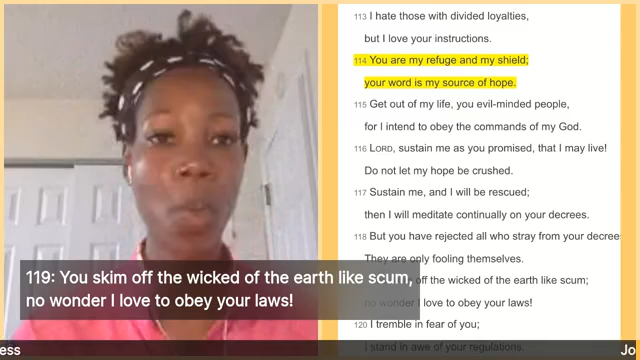 113 I hate those with divided loyalties,
but I love your instructions.
114 You are my refuge and my shield;
your word is my source of hope.
115 Get out of my life, you evil-minded people,
for I intend to obey the commands of my God.
116 LORD, sustain me as you promised, that I may live!
Do not let my hope be crushed.
117 Sustain me, and I will be rescued;
then I will meditate continually on your decrees.
118 But you have rejected all who stray from your decree
They are only fooling themselves.
off the wicked of the earth like scum;
no wonder I love to obey your laws!
120 I tremble in fear of you;
I stand in awe of your regulations.
119: You skim off the wicked of the earth like scum,
no wonder I love to obey your laws!
ess
Jo